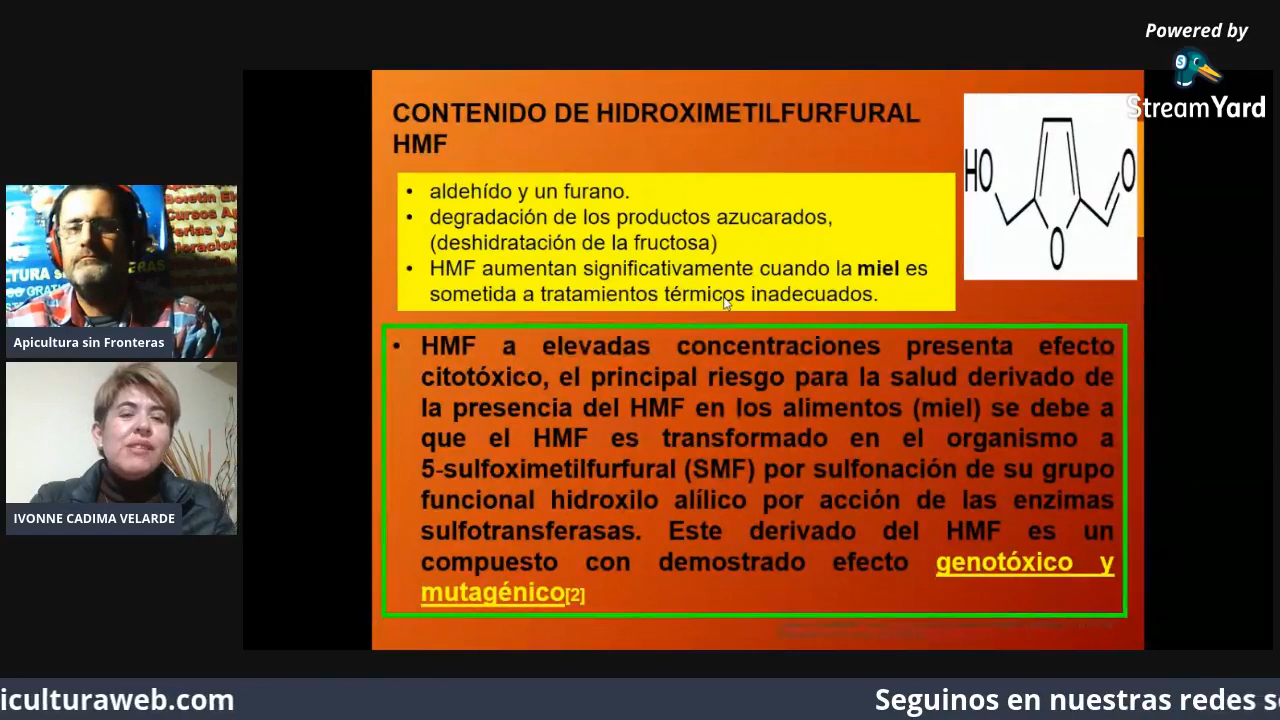 Powered by
StreamYard
CONTENIDO DE HIDROXIMETILFURFURAL
HMF
• aldehído y un furano.
• degradación de los productos azucarados,
(deshidratación de la fructosa)
• HMF aumentan significativamente cuando la miel es
sometida a tratamientos térmicos inadecuados.
HO
O
O
• HMF a elevadas concentraciones presenta efecto
citotóxico, el principal riesgo para la salud derivado de
la presencia del HMF en los alimentos (miel) se debe a
que el HMF es transformado en el organismo a
5-sulfoximetilfurfural (SMF) por sulfonación de su grupo
funcional hidroxilo alílico por acción de las enzimas
sulfotransferasas. Este derivado del HMF es un
compuesto con demostrado efecto genotóxico y
mutagénico[2]
Apicultura sin Fronteras
IVONNE CADIMA VELARDE
iculturaweb.com
Seguinos en nuestras redes s